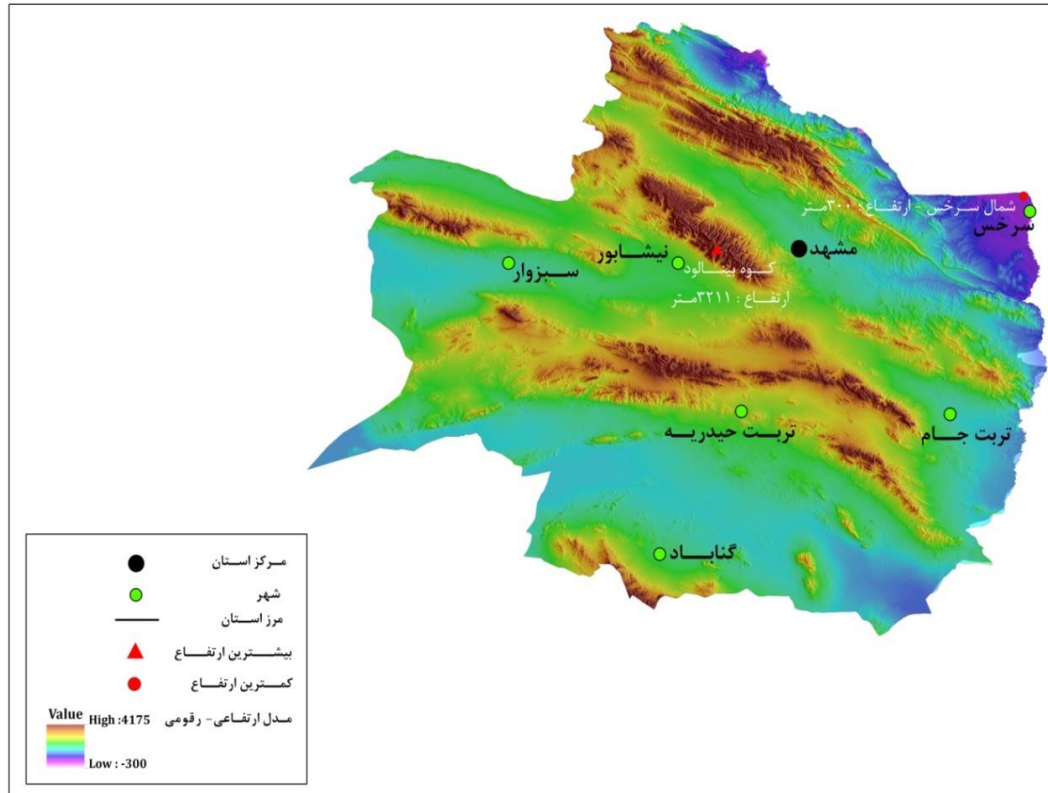 شمال سرخس - ارتفاع : ۳۰۰متر
سرخس
مشهد
نیشابور
سبزوار
کوه بینالود
ارتفاع : ۳۲۱۱متر
تربت حیدریه
تربت جام
گناباد
مرکز استان
شهر
مرز استان
بیشترین ارتفاع
کمترین ارتفاع
مدل ارتفاعی - رقومی
Value
High :4175
Low : -300